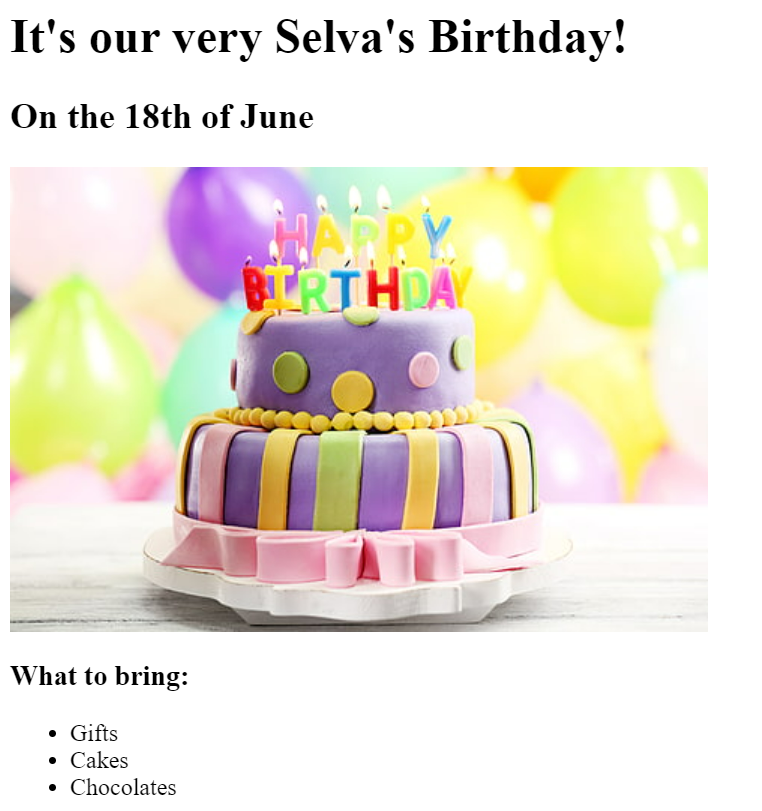 It's our very Selva's Birthday!
On the 18th of June
HAPPY
BIRTHDAY
What to bring:
Gifts
Cakes
Chocolates